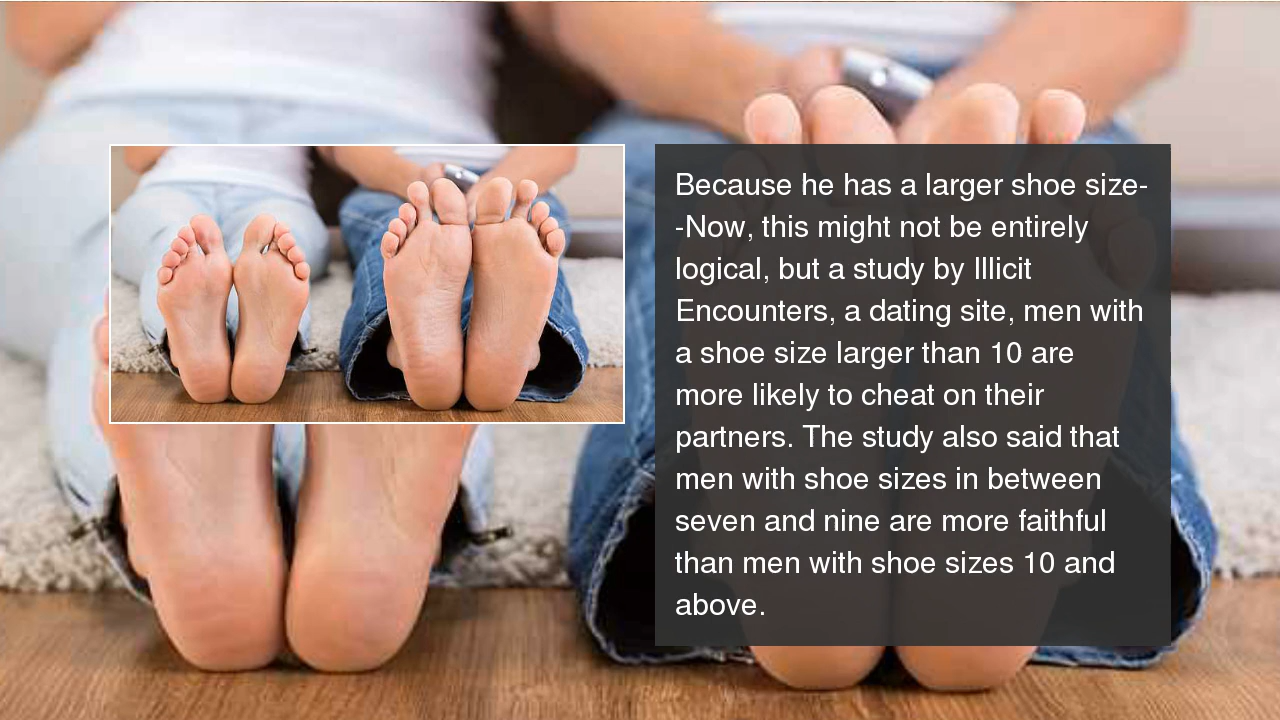 Because he has a larger shoe size-
-Now, this might not be entirely
logical, but a study by Illicit
Encounters, a dating site, men with
a shoe size larger than 10 are
more likely to cheat on their
partners. The study also said that
men with shoe sizes in between
seven and nine are more faithful
than men with shoe sizes 10 and
above.